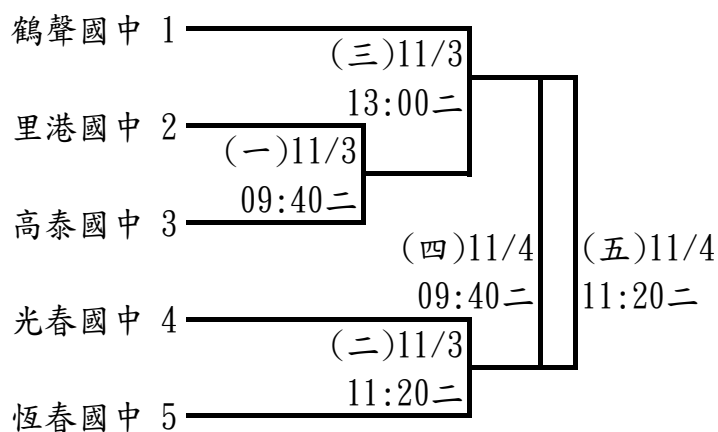 鶴聲國中 1
(三)11/3
13:00二
里港國中 2
(一)11/3
09:40二
高泰國中 3
(四)11/4
09:40二
(五)11/4
11:20二
光春國中 4
(二)11/3
11:20二
恆春國中 5